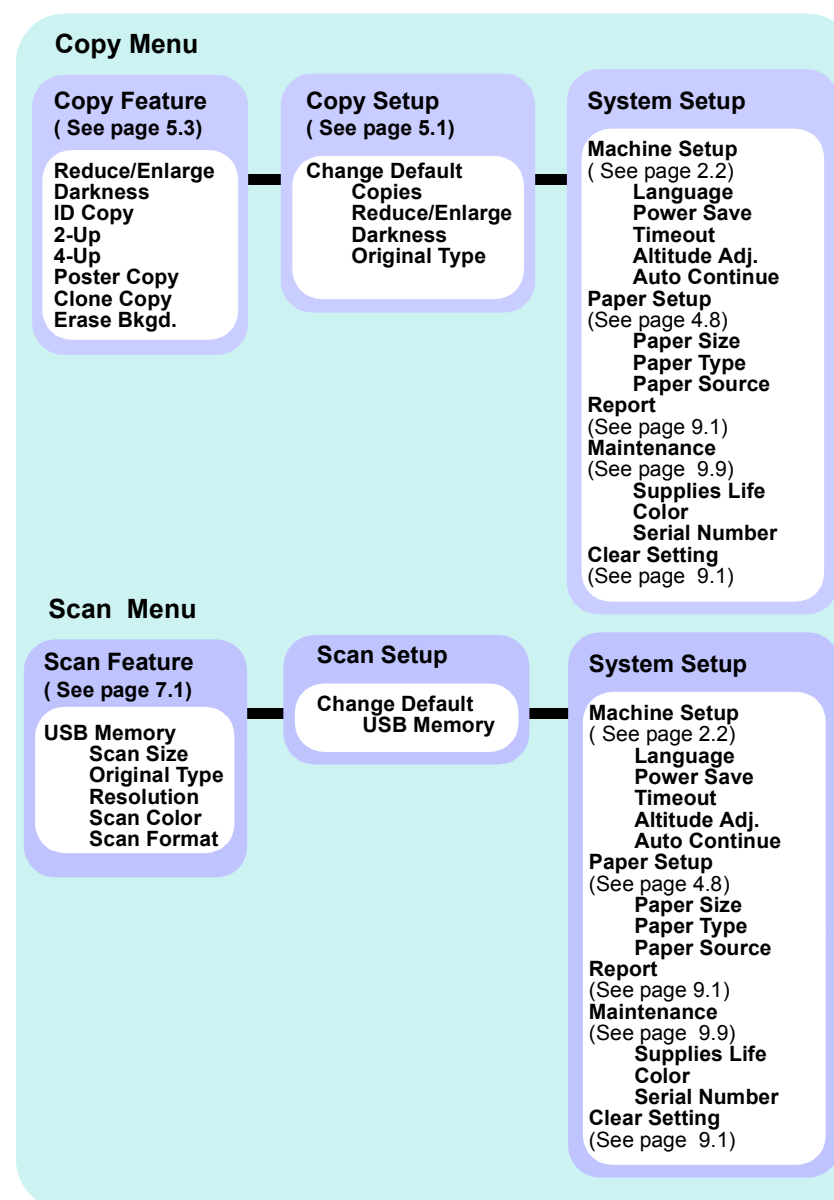 Copy Menu
Copy Feature
( See page 5.3)
Reduce/Enlarge
Darkness
ID Copy
2-Up
4-Up
Poster Copy
Clone Copy
Erase Bkgd.
Copy Setup
( See page 5.1)
Change Default
Copies
Reduce/Enlarge
Darkness
Original Type
System Setup
Machine Setup
( See page 2.2)
Language
Power Save
Timeout
Altitude Adj.
Auto Continue
Paper Setup
(See page 4.8)
Paper Size
Paper Type
Paper Source
Report
(See page 9.1)
Maintenance
(See page  9.9)
Supplies Life
Color
Serial Number
Clear Setting
(See page  9.1)
Scan  Menu
Scan Feature
( See page 7.1)
USB Memory
Scan Size
Original Type
Resolution
Scan Color
Scan Format
Scan Setup
Change Default
USB Memory
System Setup
Machine Setup
( See page 2.2)
Language
Power Save
Timeout
Altitude Adj.
Auto Continue
Paper Setup
(See page 4.8)
Paper Size
Paper Type
Paper Source
Report
(See page 9.1)
Maintenance
(See page  9.9)
Supplies Life
Color
Serial Number
Clear Setting
(See page  9.1)